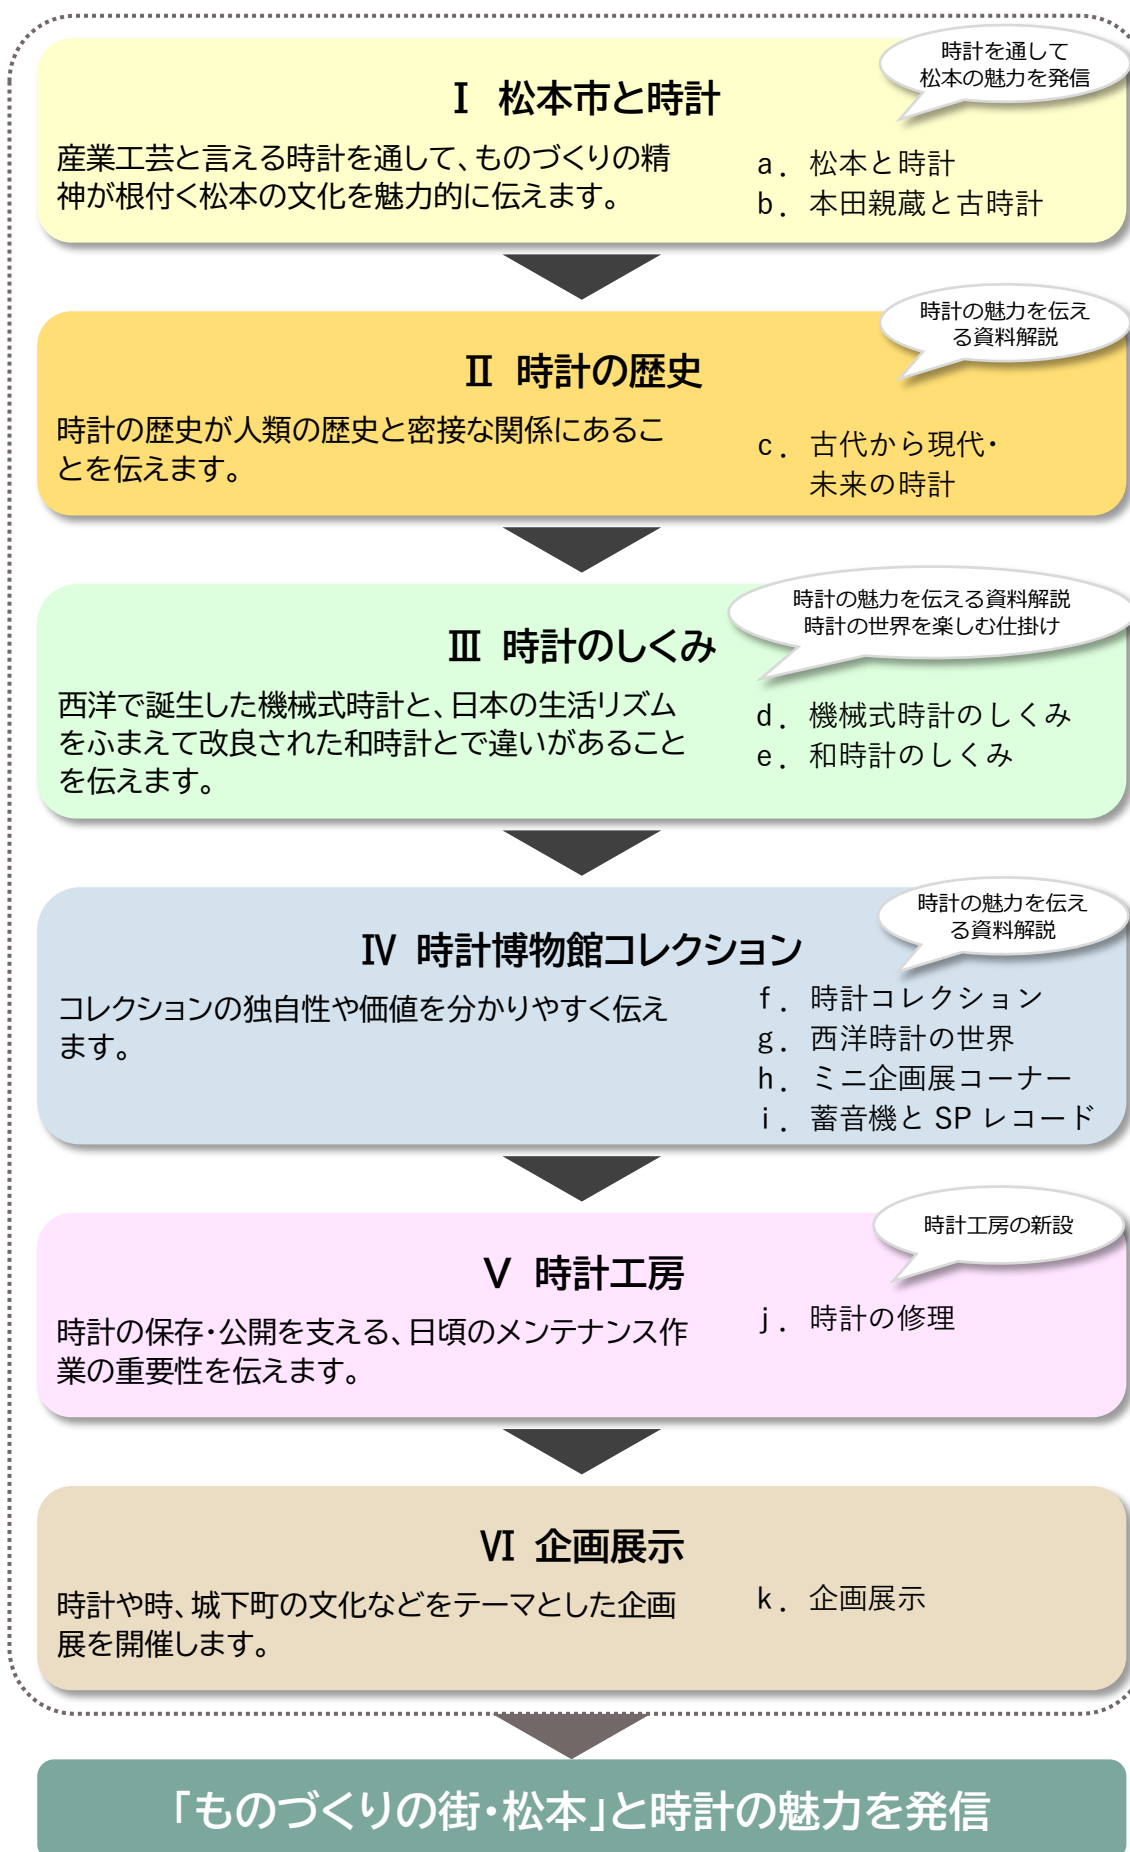 時計を通して
松本の魅力を発信
Ⅰ 松本市と時計
産業工芸と言える時計を通して、ものづくりの精
神が根付く松本の文化を魅力的に伝えます。
a．松本と時計
b．本田親蔵と古時計
時計の魅力を伝え
る資料解説
Ⅱ 時計の歴史
時計の歴史が人類の歴史と密接な関係にあるこ
とを伝えます。
c．古代から現代・
未来の時計
時計の魅力を伝える資料解説
時計の世界を楽しむ仕掛け
Ⅲ 時計のしくみ
西洋で誕生した機械式時計と、日本の生活リズム
をふまえて改良された和時計とで違いがあること
を伝えます。
d．機械式時計のしくみ
e．和時計のしくみ
時計の魅力を伝え
る資料解説
Ⅳ 時計博物館コレクション
コレクションの独自性や価値を分かりやすく伝え
ます。
f．時計コレクション
g．西洋時計の世界
h．ミニ企画展コーナー
i．蓄音機と SP レコード
時計工房の新設
Ⅴ 時計工房
時計の保存・公開を支える、日頃のメンテナンス作
業の重要性を伝えます。
j．時計の修理
Ⅵ 企画展示
時計や時、城下町の文化などをテーマとした企画
展を開催します。
k．企画展示
「ものづくりの街・松本」と時計の魅力を発信